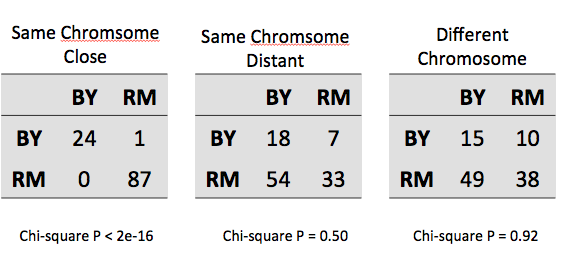 Same Chromsome
Close
BY RM
BY 24 1
RM 0 87
Chi-square P < 2e-16
Same Chromsome
Distant
BY RM
BY 18 7
RM 54 33
Chi-square P = 0.50
Different
Chromosome
BY RM
BY 15 10
RM 49 38
Chi-square P = 0.92